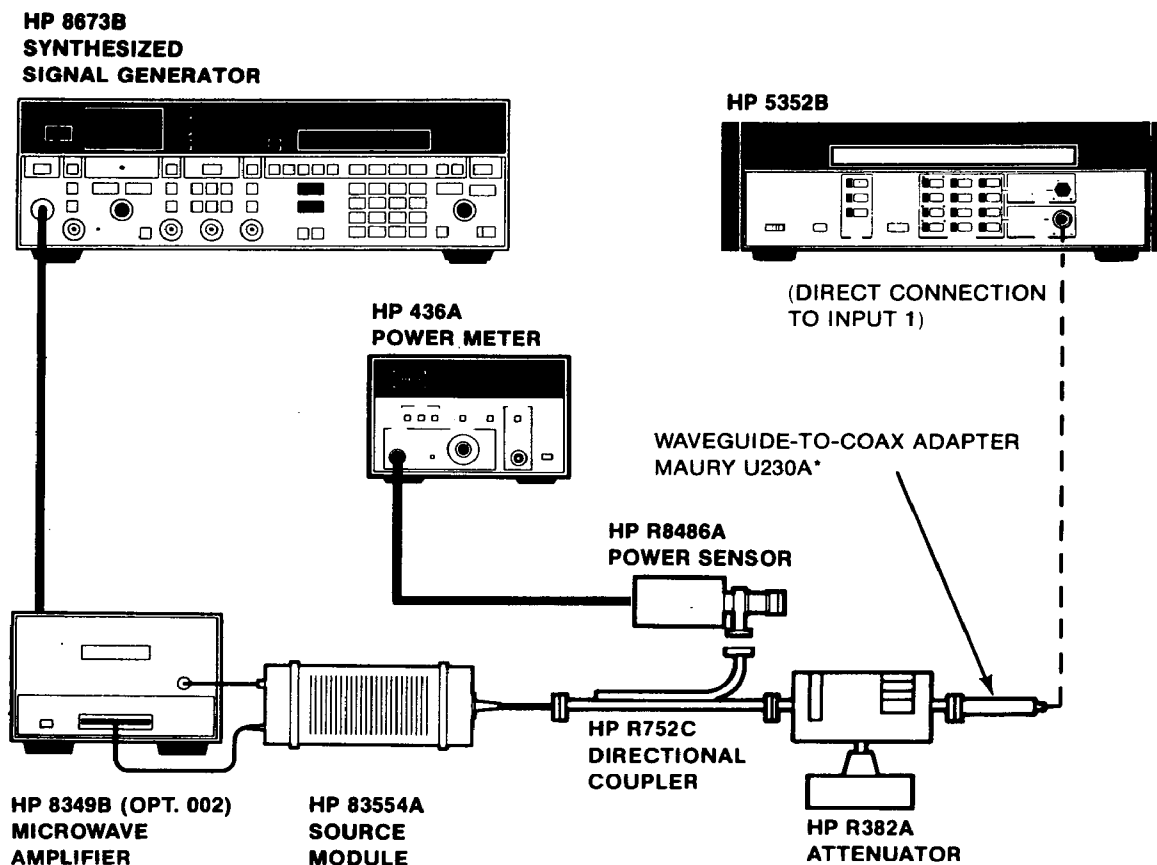 HP 8673B
SYNTHESIZED
SIGNAL GENERATOR
HP 5352B
(DIRECT CONNECTION
TO INPUT 1)
HP 436A
POWER METER
WAVEGUIDE-TO-COAX ADAPTER
MAURY U230A*
HP R8486A
POWER SENSOR
HP R752C
DIRECTIONAL
COUPLER
HP 8349B (OPT. 002)
MICROWAVE
AMPLIFIER
HP 83554A
SOURCE
MODULE
HP R382A
ATTENUATOR